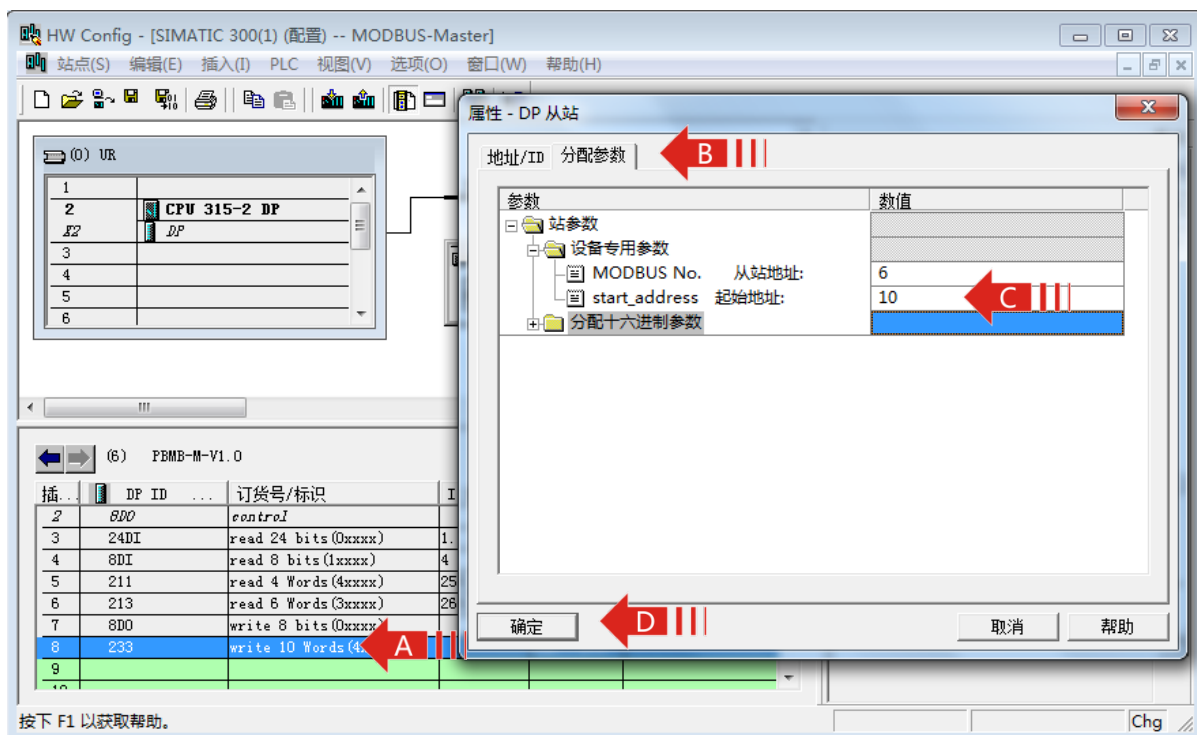 HW Config - [SIMATIC 300(1) (配置) -- MODBUS-Master]
站点(S) 编辑(E) 插入(I) PLC 视图(V) 选项(O) 窗口(W) 帮助(H)
(0) UR
1
2 CPU 315-2 DP
X2 DP
3
4
5
6
属性 - DP 从站
地址/ID 分配参数
B
参数 数值
站参数
设备专用参数
MODBUS No. 从站地址: 6
start_address 起始地址: 10
C
分配十六进制参数
确定 取消 帮助
D
(6) PBMB-M-V1.0
插... DP ID ... 订货号/标识 I
2 8DO control
3 24DI read 24 bits(0xxxx) 1.
4 8DI read 8 bits(1xxxx) 4
5 211 read 4 Words(4xxxx) 25
6 213 read 6 Words(3xxxx) 26
7 8DO write 8 bits(0xxxx)
8 233 write 10 Words(4
A
9
10
按下 F1 以获取帮助。 Chg